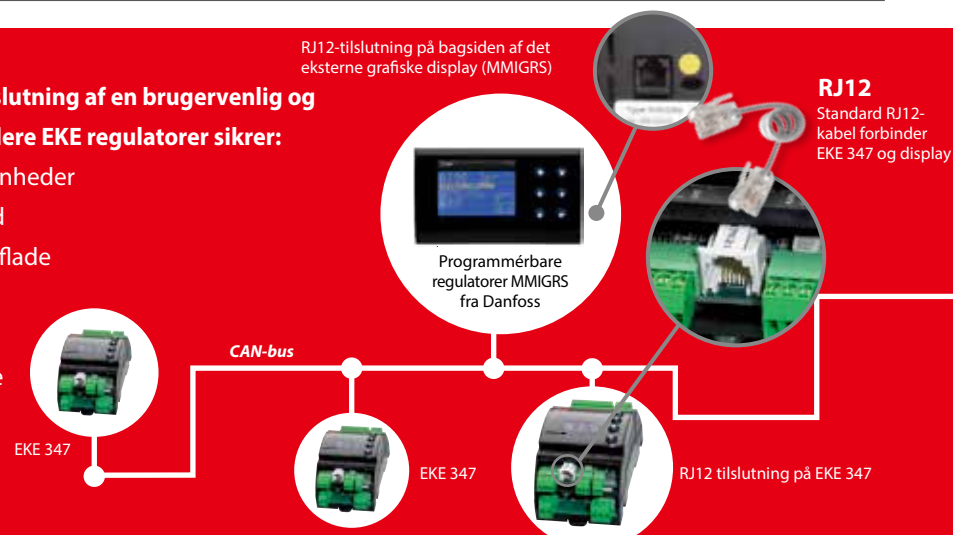 RJ12-tilslutning på bagsiden af det
eksterne grafiske display (MMIGRS)
RJ12
Standard RJ12-
kabel forbinder
EKE 347 og display
slutning af en brugervenlig og
lere EKE regulatorer sikrer:
nheder
d
flade
e
Programmérbare
regulatorer MMIGRS
fra Danfoss
CAN-bus
EKE 347
EKE 347
RJ12 tilslutning på EKE 347